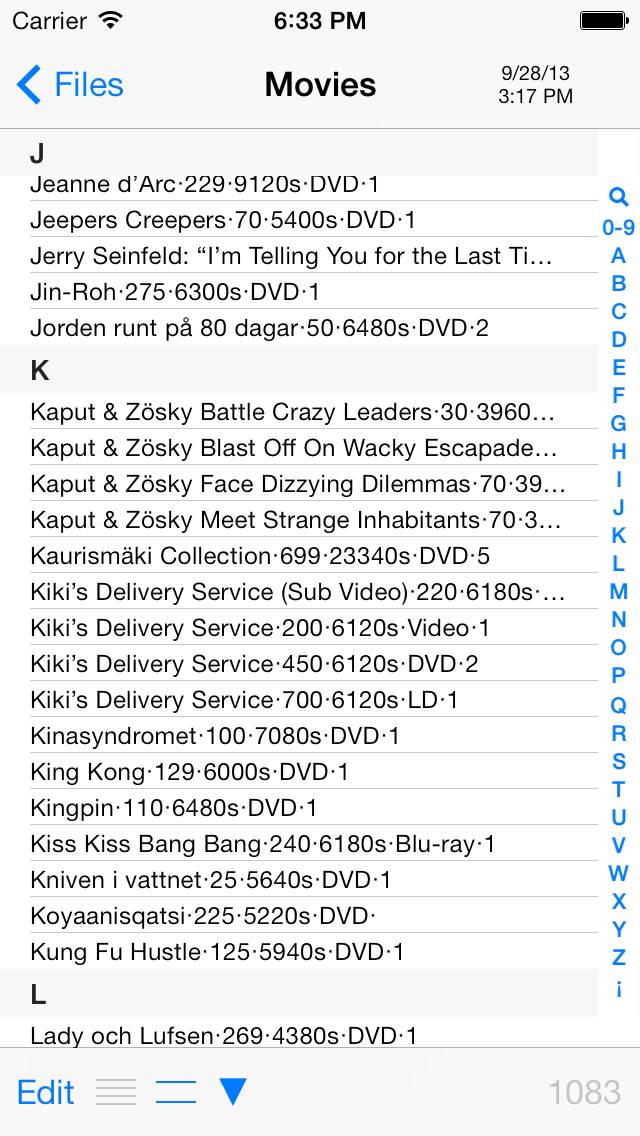 Carrier 6:33 PM
Files Movies 9/28/13
3:17 PM
J
Jeanne d’Arc·229·9120s·DVD·1
Jeepers Creepers·70·5400s·DVD·1
Jerry Seinfeld: “I’m Telling You for the Last Ti…
Jin-Roh·275·6300s·DVD·1
Jorden runt på 80 dagar·50·6480s·DVD·2
K
Kaput & Zösky Battle Crazy Leaders·30·3960…
Kaput & Zösky Blast Off On Wacky Escapade…
Kaput & Zösky Face Dizzying Dilemmas·70·39…
Kaput & Zösky Meet Strange Inhabitants·70·3…
Kaurismäki Collection·699·23340s·DVD·5
Kiki’s Delivery Service (Sub Video)·220·6180s·…
Kiki’s Delivery Service·200·6120s·Video·1
Kiki’s Delivery Service·450·6120s·DVD·2
Kiki’s Delivery Service·700·6120s·LD·1
Kinasyndromet·100·7080s·DVD·1
King Kong·129·6000s·DVD·1
Kingpin·110·6480s·DVD·1
Kiss Kiss Bang Bang·240·6180s·Blu-ray·1
Kniven i vattnet·25·5640s·DVD·1
Koyaanisqatsi·225·5220s·DVD·
Kung Fu Hustle·125·5940s·DVD·1
L
Lady och Lufsen·269·4380s·DVD·1
0-9
A
B
C
D
E
F
G
H
I
J
K
L
M
N
O
P
Q
R
S
T
U
V
W
X
Y
Z
¡
Edit 1083